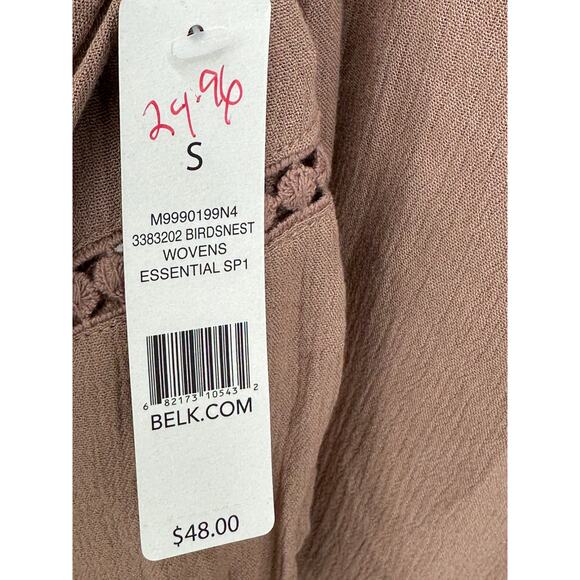 24.96
S
M9990199N4
3383202 BIRDSNEST
WOVENS
ESSENTIAL SP1
6 82173 10543 2
BELK.COM
$48.00